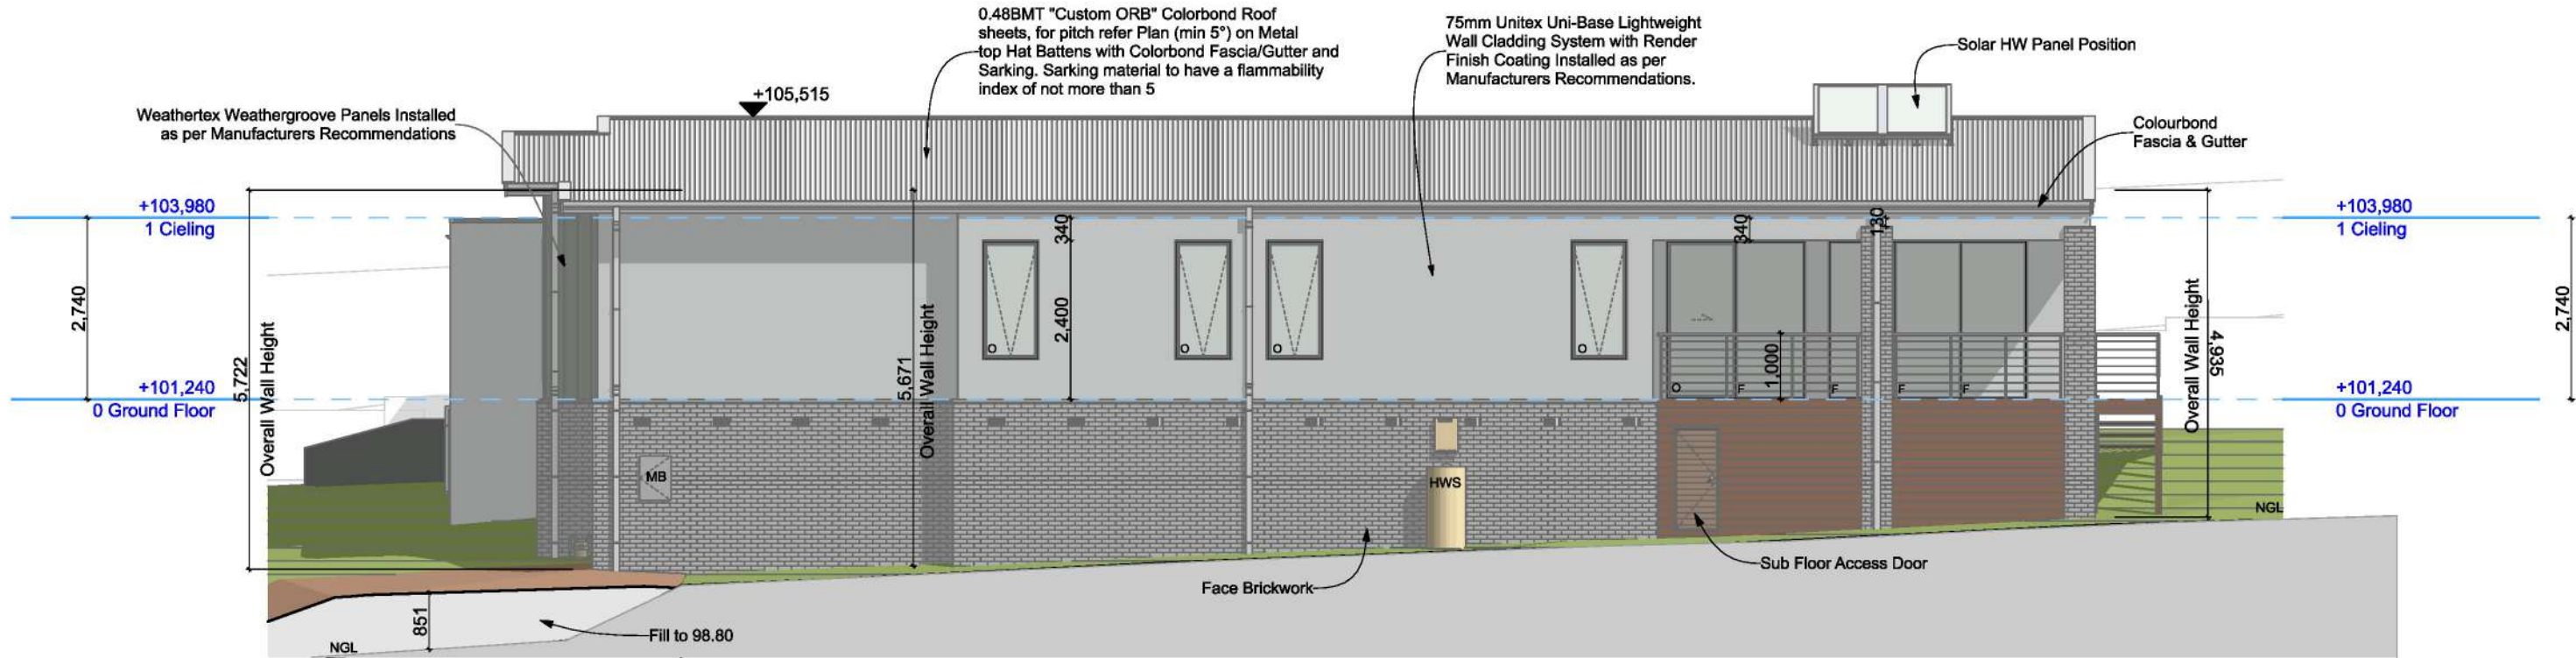 0.48BMT "Custom ORB" Colorbond Roof
sheets, for pitch refer Plan (min 5°) on Metal
top Hat Battens with Colorbond Fascia/Gutter and
Sarking. Sarking material to have a flammability
index of not more than 5
75mm Unitex Uni-Base Lightweight
Wall Cladding System with Render
Finish Coating Installed as per
Manufacturers Recommendations.
Solar HW Panel Position
+105,515
Weathertex Weathergroove Panels Installed
as per Manufacturers Recommendations
Colourbond
Fascia & Gutter
+103,980
1 Cieling
+103,980
1 Cieling
340
340
130
2,740
5,722
Overall Wall Height
5,671
Overall Wall Height
2,400
1,000
4,935
Overall Wall Height
2,740
O
O
O
O
O
F
F
F
F
+101,240
0 Ground Floor
+101,240
0 Ground Floor
MB
HWS
NGL
Sub Floor Access Door
Face Brickwork
851
Fill to 98.80
NGL